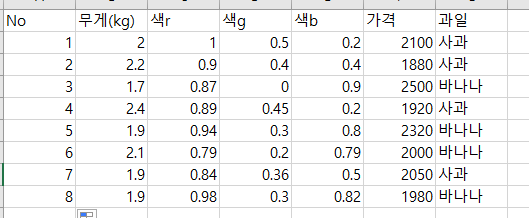 No 무게(kg) 색r 색g 색b 가격 과일
1 2 1 0.5 0.2 2100 사과
2 2.2 0.9 0.4 0.4 1880 사과
3 1.7 0.87 0 0.9 2500 바나나
4 2.4 0.89 0.45 0.2 1920 사과
5 1.9 0.94 0.3 0.8 2320 바나나
6 2.1 0.79 0.2 0.79 2000 바나나
7 1.9 0.84 0.36 0.5 2050 사과
8 1.9 0.98 0.3 0.82 1980 바나나